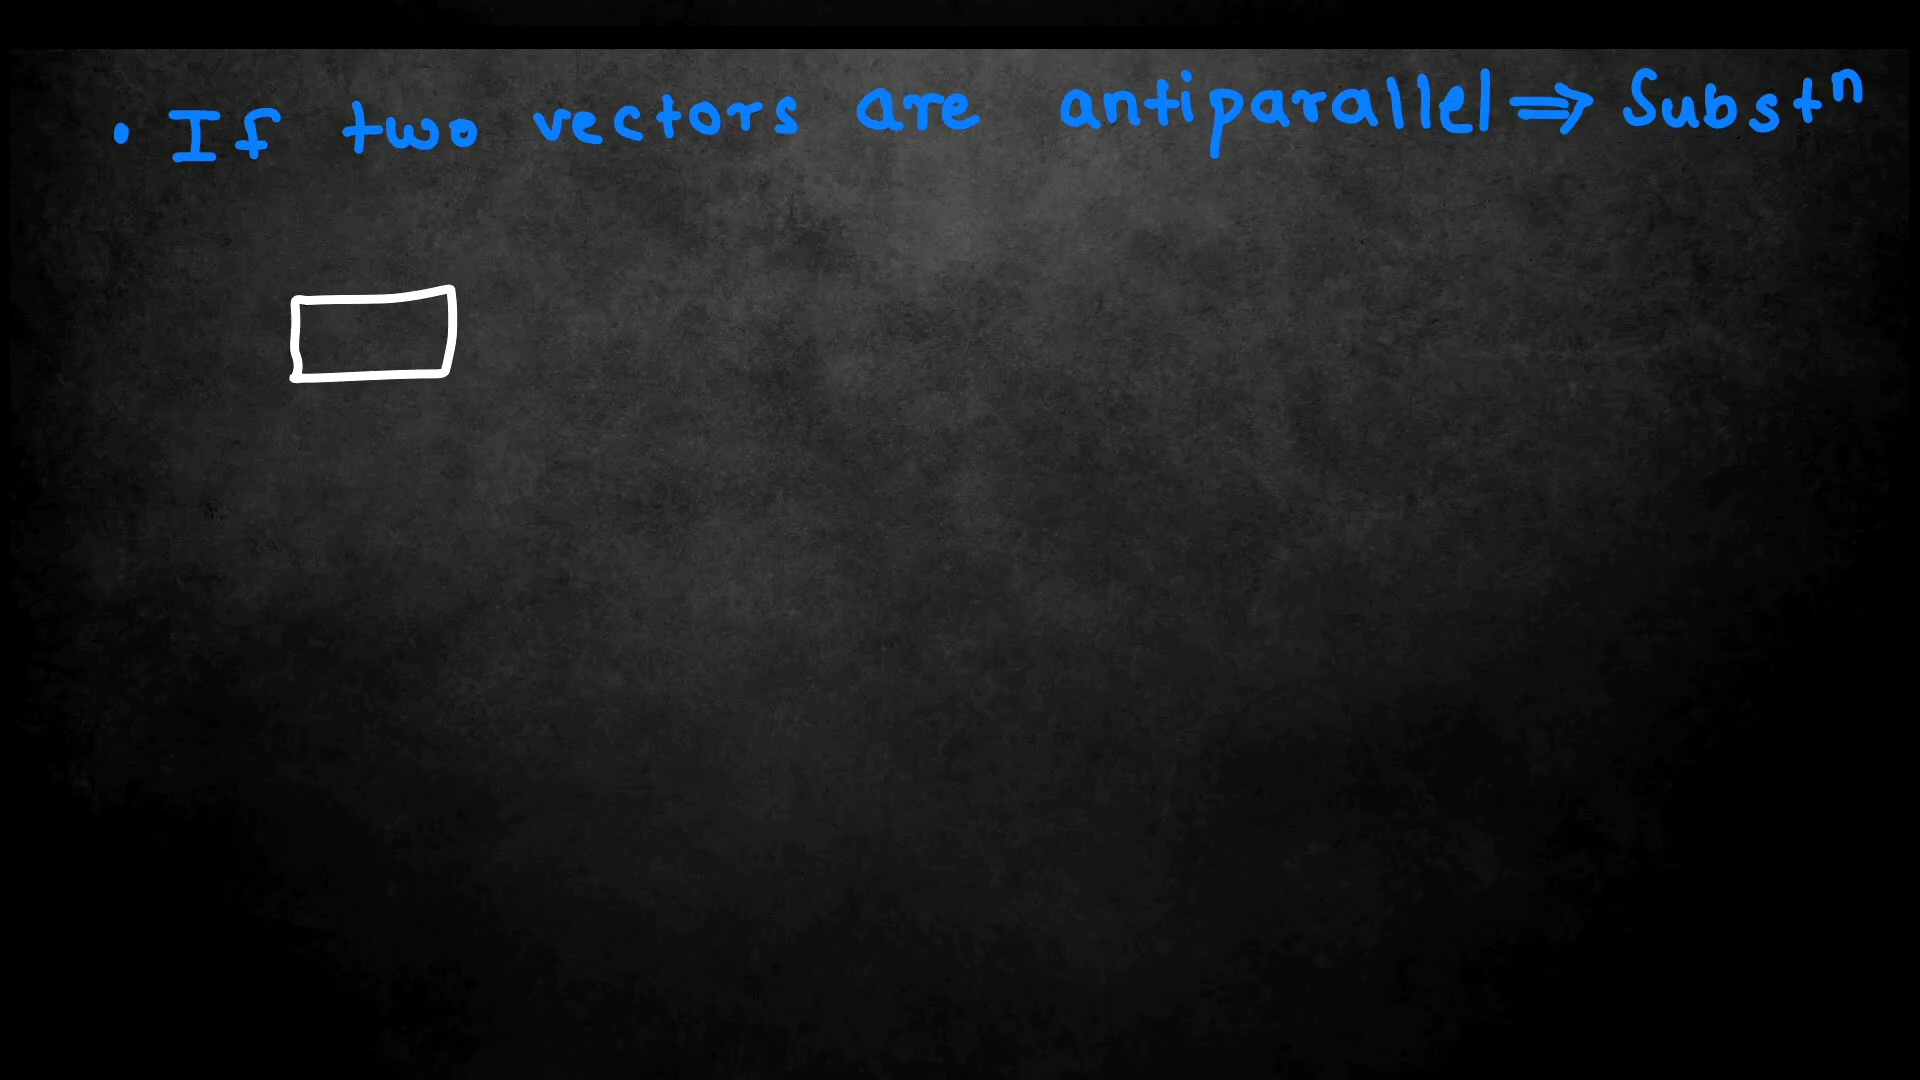 • If two vectors are antiparallel ⇒ Substⁿ